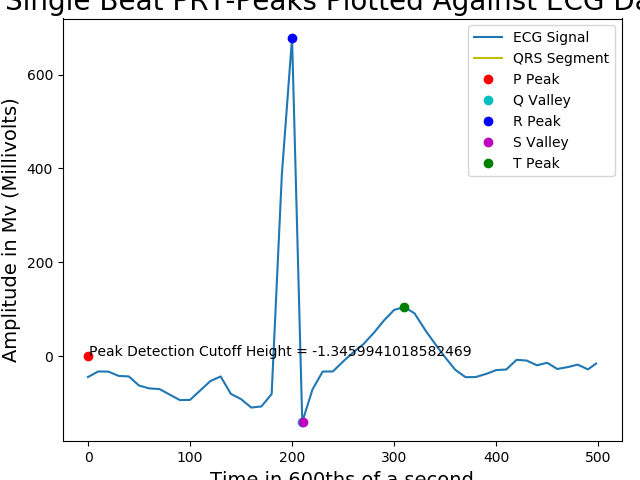 Single Beat PRT-Peaks Plotted Against ECG Da
ECG Signal
QRS Segment
P Peak
Q Valley
R Peak
S Valley
T Peak
Amplitude in Mv (Millivolts)
600
400
200
0
Peak Detection Cutoff Height = -1.3459941018582469
0 100 200 300 400 500
Time in 600ths of a second